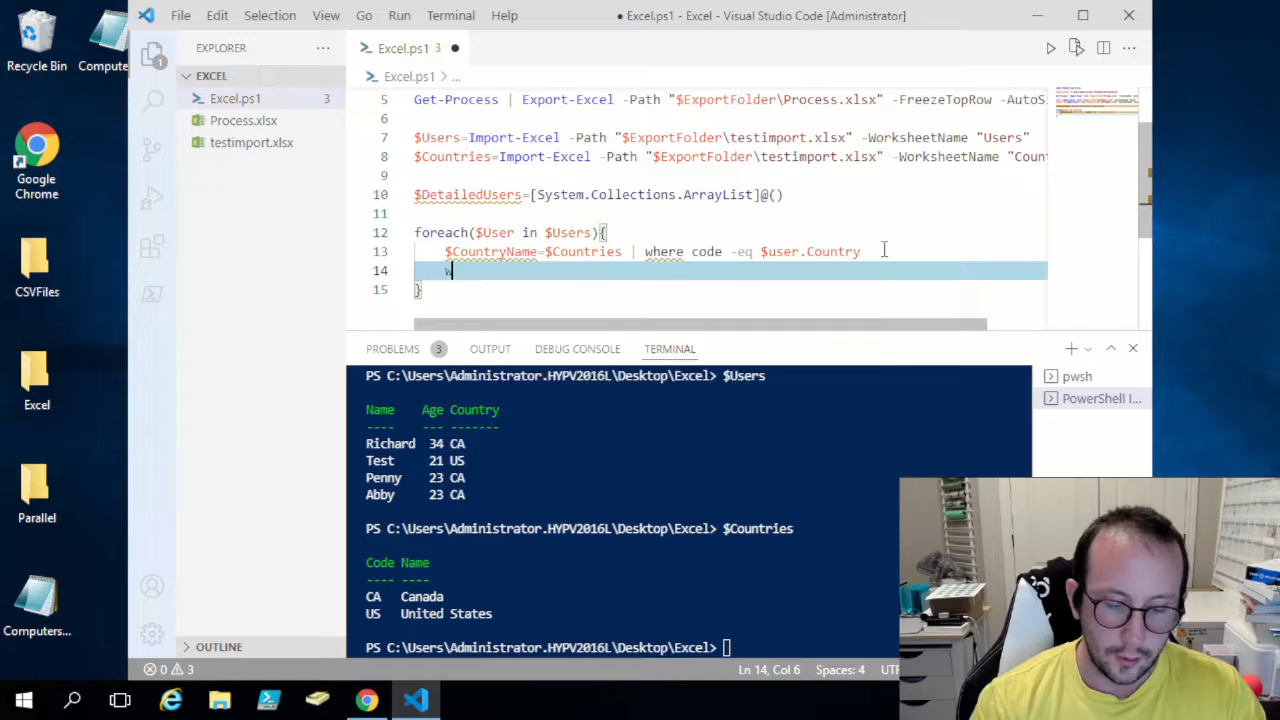 Recycle Bin
Compute
Google
Chrome
CSVFiles
Excel
Parallel
Computers...
File Edit Selection View Go Run Terminal Help
● Excel.ps1 - Excel - Visual Studio Code [Administrator]
EXPLORER
Excel.ps1 3 ●
EXCEL
Excel.ps1 3
Process.xlsx
testimport.xlsx
OUTLINE
1
Excel.ps1 > ...
Get-Process | Export-Excel -Path "$ExportFolder\Process.xlsx" -FreezeTopRow -AutoSi
6
7 $Users=Import-Excel -Path "$ExportFolder\testimport.xlsx" -WorksheetName "Users"
8 $Countries=Import-Excel -Path "$ExportFolder\testimport.xlsx" -WorksheetName "Coun
9
10 $DetailedUsers=[System.Collections.ArrayList]@()
11
12 foreach($User in $Users){
13 $CountryName=$Countries | where code -eq $user.Country
14 w
15 }
PROBLEMS 3 OUTPUT DEBUG CONSOLE TERMINAL
pwsh
PowerShell I...
PS C:\Users\Administrator.HYPV2016L\Desktop\Excel> $Users
Name Age Country
---- --- -------
Richard 34 CA
Test 21 US
Penny 23 CA
Abby 23 CA
PS C:\Users\Administrator.HYPV2016L\Desktop\Excel> $Countries
Code Name
---- ----
CA Canada
US United States
PS C:\Users\Administrator.HYPV2016L\Desktop\Excel>
0 3
Ln 14, Col 6 Spaces: 4 UTF